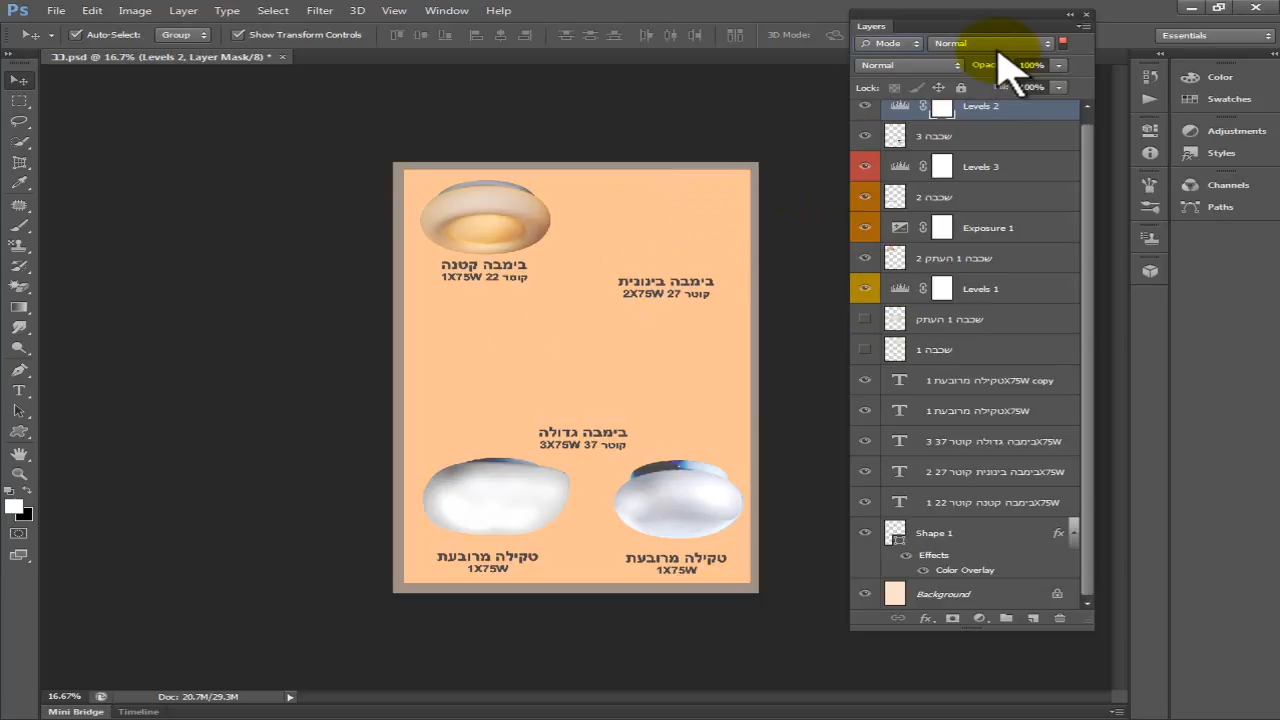 Ps File Edit Image Layer Type Select Filter 3D View Window Help
Auto-Select: Group Show Transform Controls 3D Mode: Essentials
ככ.psd @ 16.7% (Levels 2, Layer Mask/8) *
Layers
Mode Normal
Normal 100%
Lock: 100%
Levels 2
שכבה 3
Levels 3
שכבה 2
Exposure 1
שכבה 1 העתק 2
Levels 1
שכבה 1 העתק
שכבה 1
טקילה מרובעת 1X75W copy
טקילה מרובעת 1X75W
בימבה גדולה קוטר 37 3X75W
בימבה בינונית קוטר 27 2X75W
בימבה קטנה קוטר 22 1X75W
Shape 1 fx
Effects
Color Overlay
Background
Color
Swatches
Adjustments
Styles
Channels
Paths
בימבה קטנה
קוטר 22 1X75W
בימבה בינונית
קוטר 27 2X75W
בימבה גדולה
קוטר 37 3X75W
טקילה מרובעת
1X75W
טקילה מרובעת
1X75W
16.67% Doc: 20.7M/29.3M
Mini Bridge Timeline